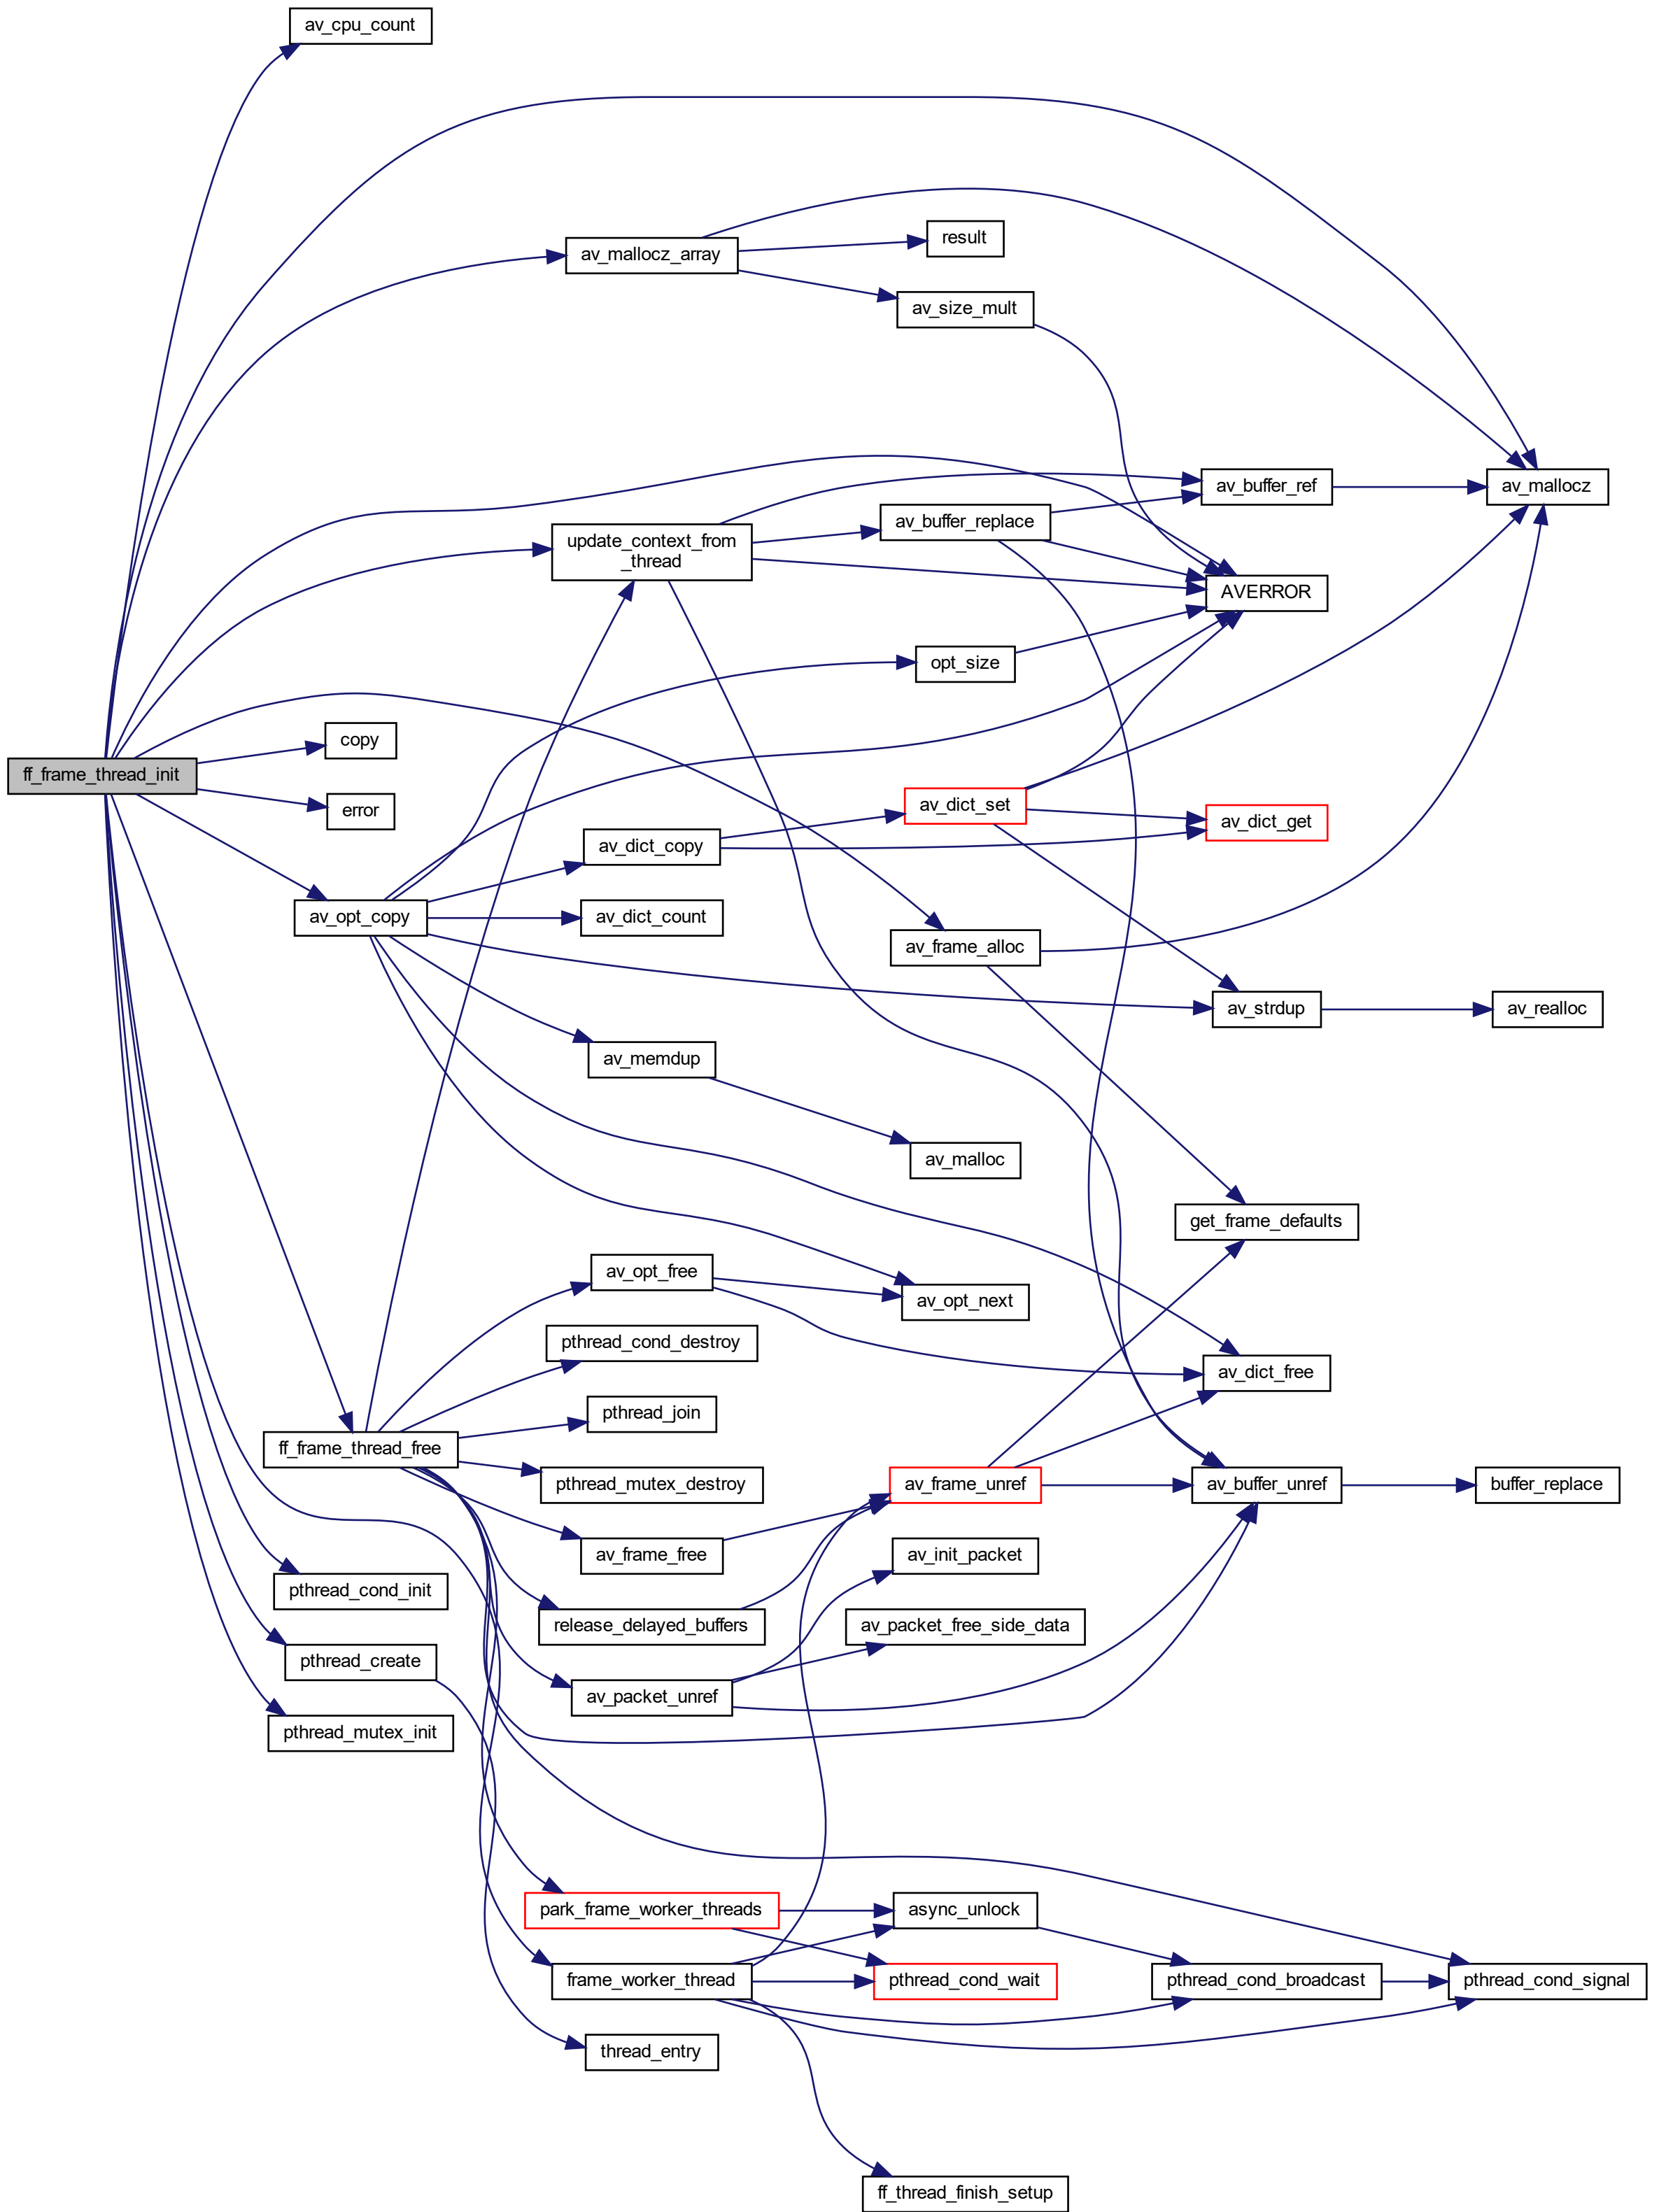 av_cpu_count
result
av_mallocz_array
av_size_mult
av_buffer_ref
av_mallocz
av_buffer_replace
update_context_from
_thread
AVERROR
opt_size
copy
ff_frame_thread_init
error
av_dict_set
av_dict_get
av_dict_copy
av_opt_copy
av_dict_count
av_frame_alloc
av_strdup
av_realloc
av_memdup
av_malloc
get_frame_defaults
av_opt_free
av_opt_next
pthread_cond_destroy
av_dict_free
pthread_join
ff_frame_thread_free
pthread_mutex_destroy
av_frame_unref
av_buffer_unref
buffer_replace
av_frame_free
av_init_packet
pthread_cond_init
release_delayed_buffers
av_packet_free_side_data
pthread_create
av_packet_unref
pthread_mutex_init
park_frame_worker_threads
async_unlock
frame_worker_thread
pthread_cond_wait
pthread_cond_broadcast
pthread_cond_signal
thread_entry
ff_thread_finish_setup